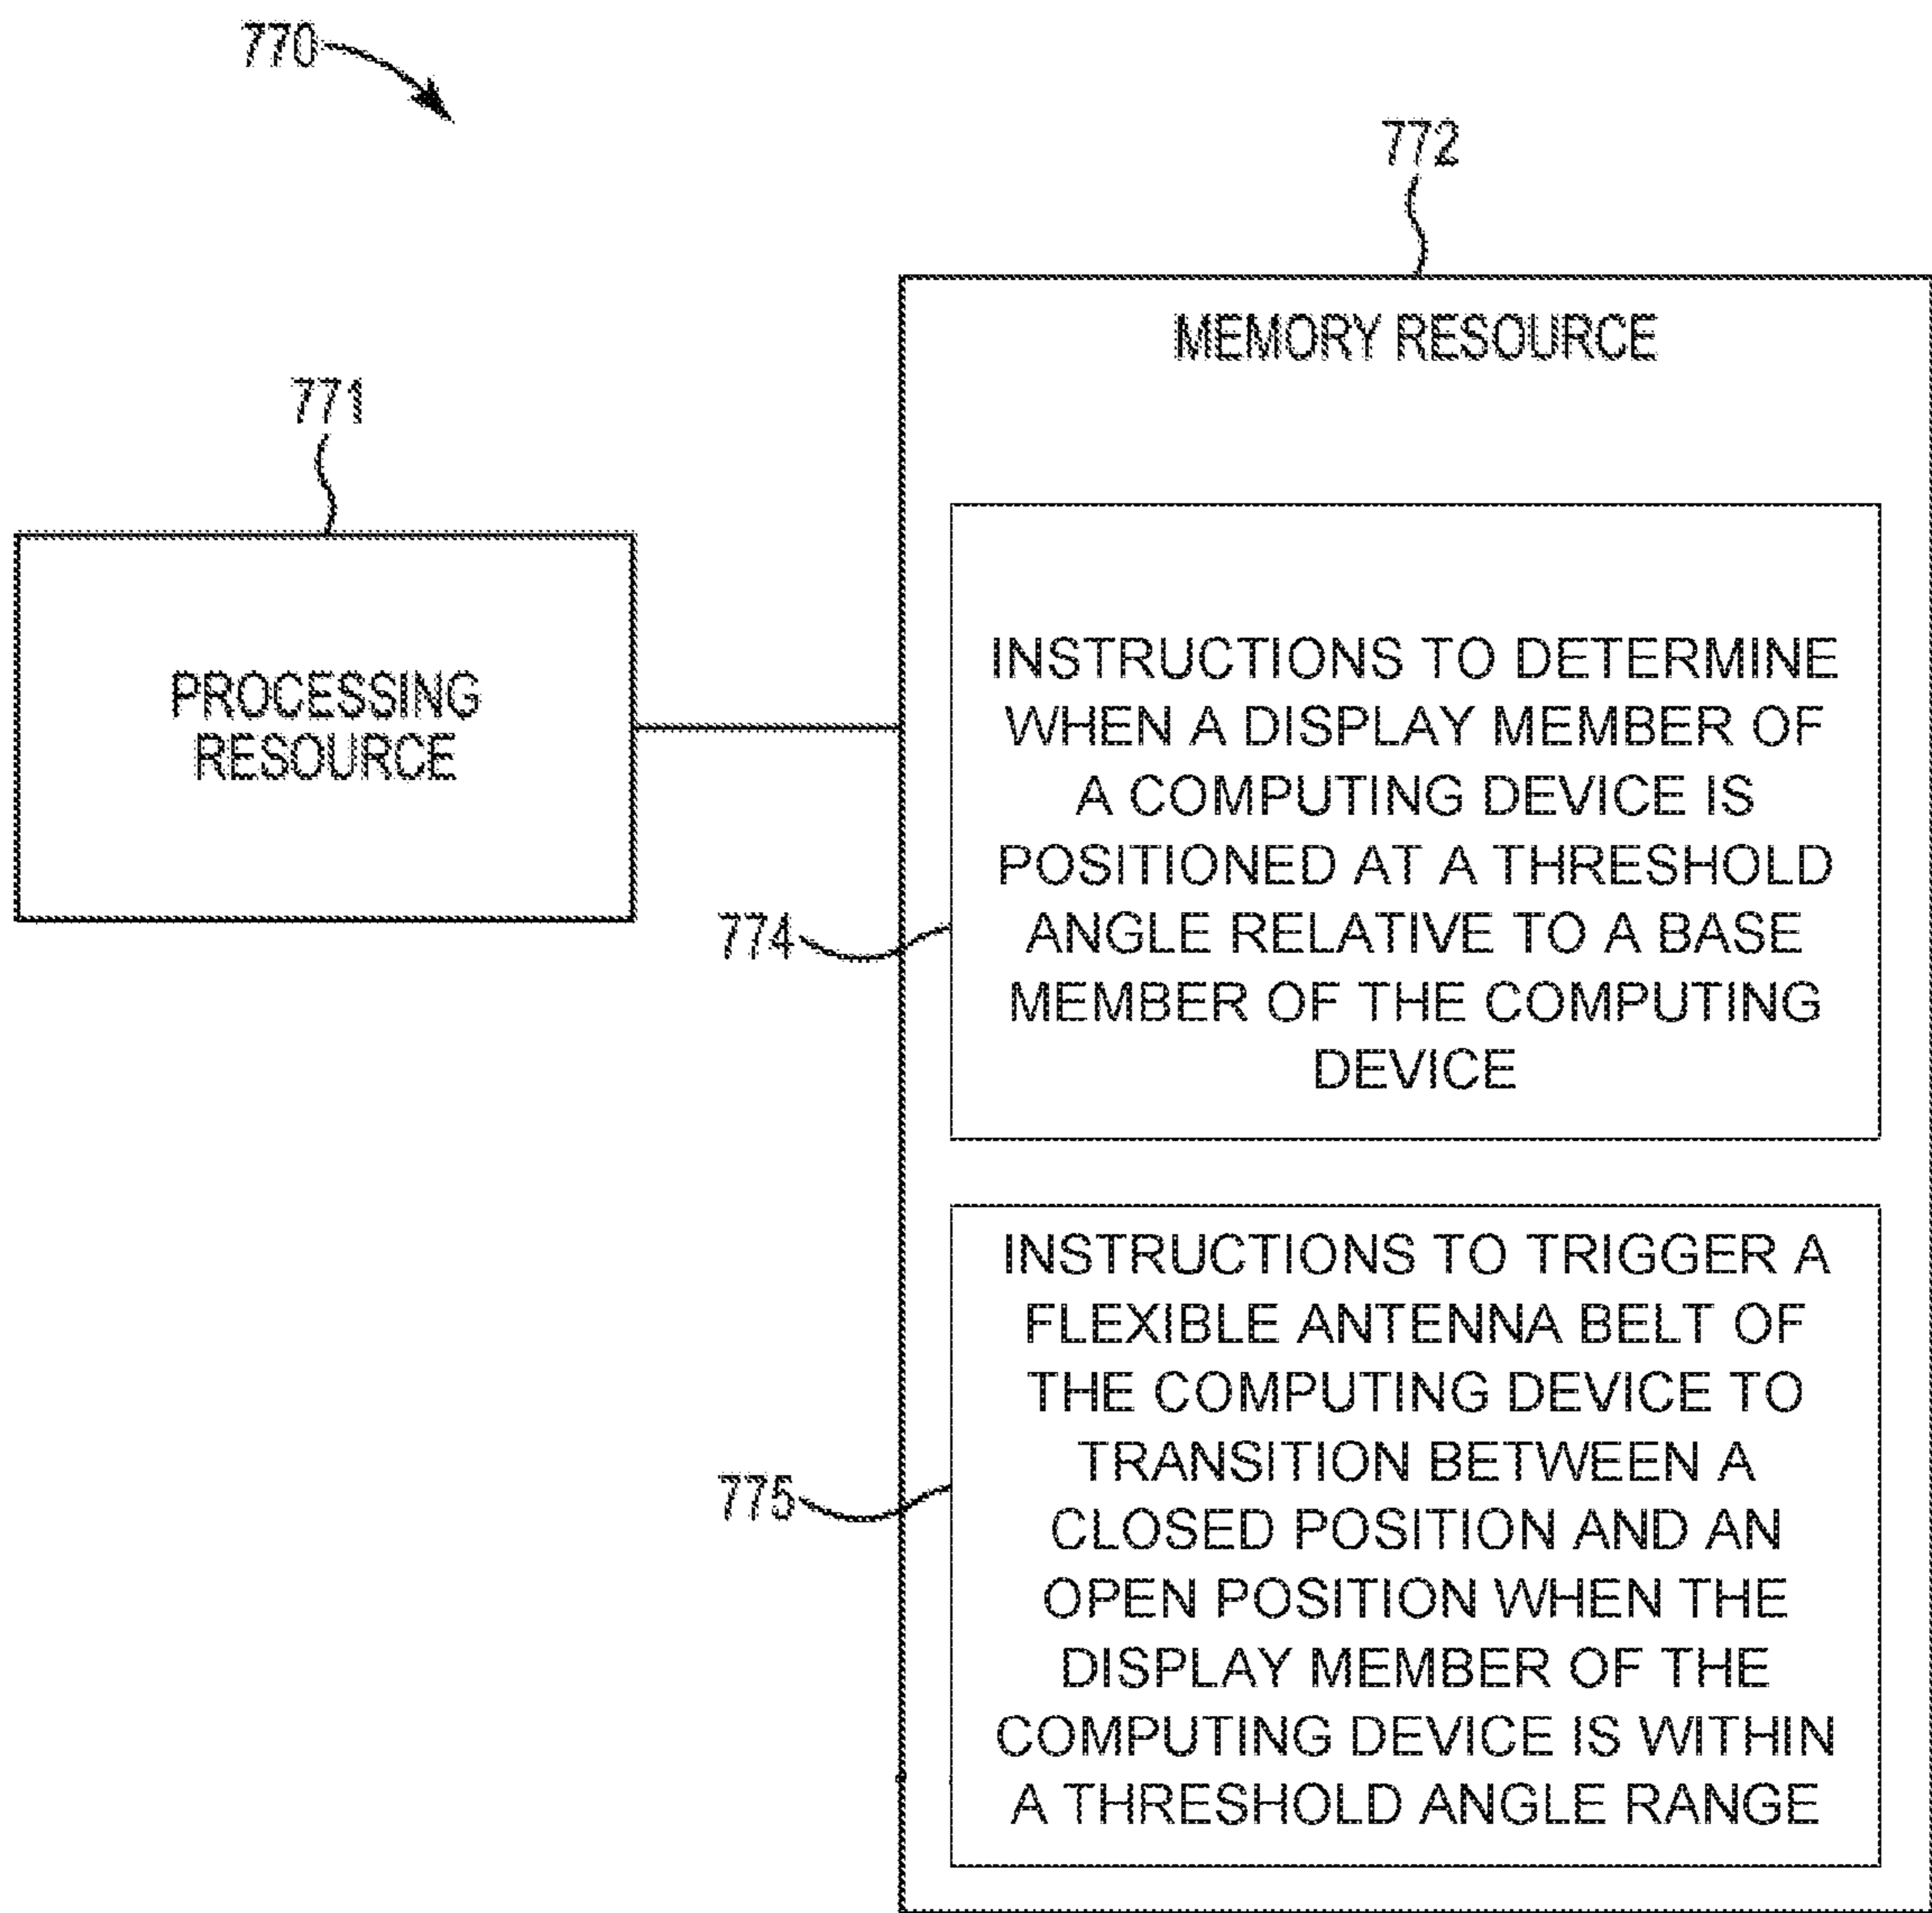 770
772
MEMORY RESOURCE
771
PROCESSING
RESOURCE
774
INSTRUCTIONS TO DETERMINE
WHEN A DISPLAY MEMBER OF
A COMPUTING DEVICE IS
POSITIONED AT A THRESHOLD
ANGLE RELATIVE TO A BASE
MEMBER OF THE COMPUTING
DEVICE
775
INSTRUCTIONS TO TRIGGER A
FLEXIBLE ANTENNA BELT OF
THE COMPUTING DEVICE TO
TRANSITION BETWEEN A
CLOSED POSITION AND AN
OPEN POSITION WHEN THE
DISPLAY MEMBER OF THE
COMPUTING DEVICE IS WITHIN
A THRESHOLD ANGLE RANGE